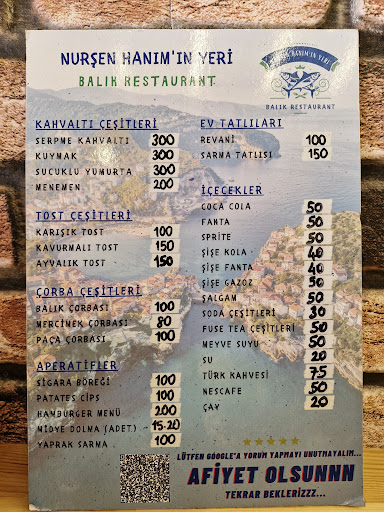 NURŞEN HANIM'IN YERİ
BALIK RESTAURANT
HANIM'IN YERİ
BALIK RESTAURANT
KAHVALTI ÇEŞİTLERİ
SERPME KAHVALTI 300
KUYMAK 300
SUCUKLU YUMURTA 300
MENEMEN 200
TOST ÇEŞİTLERİ
KARIŞIK TOST 100
KAVURMALI TOST 150
AYVALIK TOST 150
ÇORBA ÇEŞİTLERİ
BALIK ÇORBASI 100
MERCİMEK ÇORBASI 80
PAÇA ÇORBASI 100
APERATİFLER
SİGARA BÖREĞİ 100
PATATES CİPS 100
HAMBURGER MENÜ 200
MİDYE DOLMA (ADET) 15-20
YAPRAK SARMA 100
EV TATLILARI
REVANİ 100
SARMA TATLISI 150
İÇECEKLER
COCA COLA 50
FANTA 50
SPRİTE 50
ŞİŞE KOLA 40
ŞİŞE FANTA 40
ŞİŞE GAZOZ 50
ŞALGAM 50
SODA ÇEŞİTLERİ 30
FUSE TEA ÇEŞİTLERİ 50
MEYVE SUYU 50
SU 20
TÜRK KAHVESİ 75
NESCAFE 50
ÇAY 20
LÜTFEN GOOGLE'A YORUM YAPMAYI UNUTMAYALIM...
AFİYET OLSUNNN
TEKRAR BEKLERİZZZ...